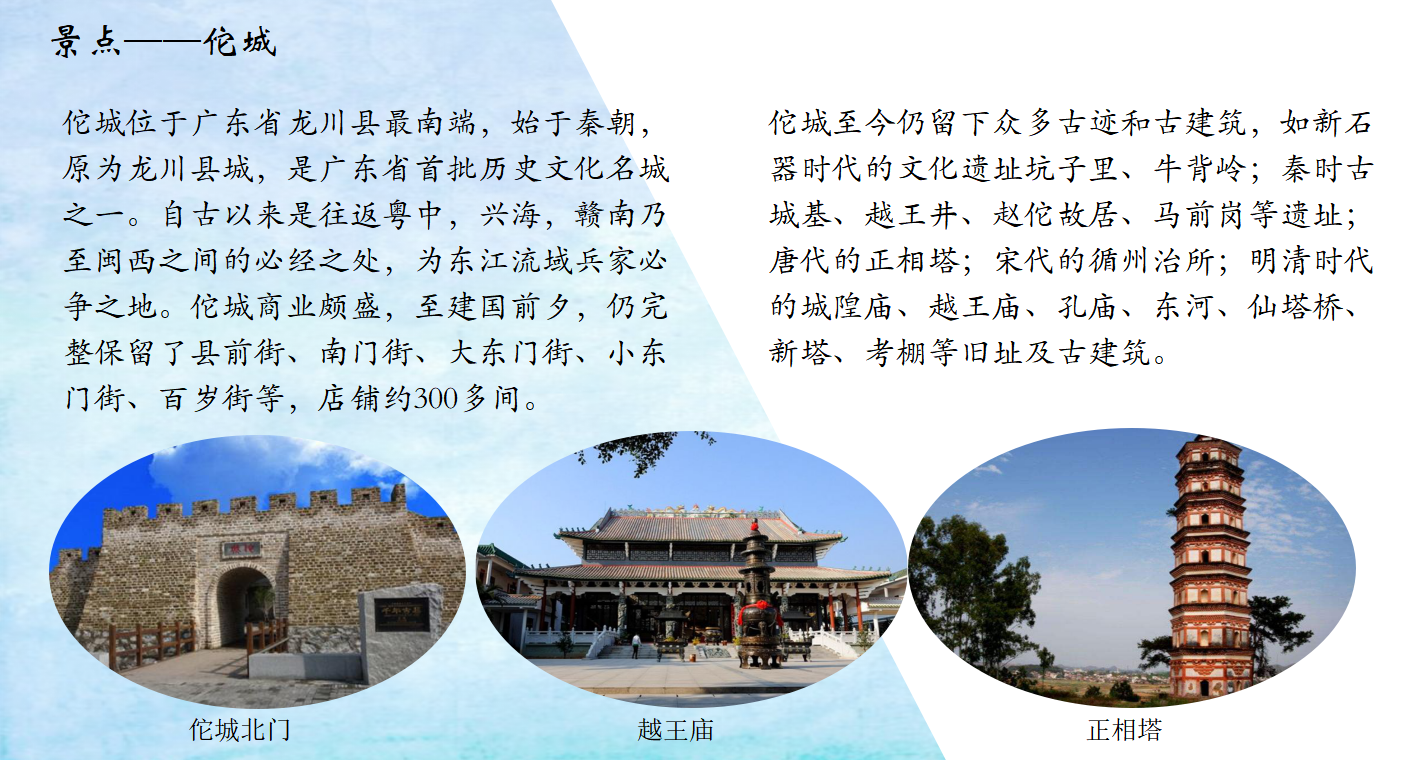 景点——佗城
佗城位于广东省龙川县最南端，始于秦朝，
原为龙川县城，是广东省首批历史文化名城
之一。自古以来是往返粤中，兴海，赣南乃
至闽西之间的必经之处，为东江流域兵家必
争之地。佗城商业颇盛，至建国前夕，仍完
整保留了县前街、南门街、大东门街、小东
门街、百岁街等，店铺约300多间。
佗城至今仍留下众多古迹和古建筑，如新石
器时代的文化遗址坑子里、牛背岭；秦时古
城基、越王井、赵佗故居、马前岗等遗址；
唐代的正相塔；宋代的循州治所；明清时代
的城隍庙、越王庙、孔庙、东河、仙塔桥、
新塔、考棚等旧址及古建筑。
佗城北门
越王庙
正相塔